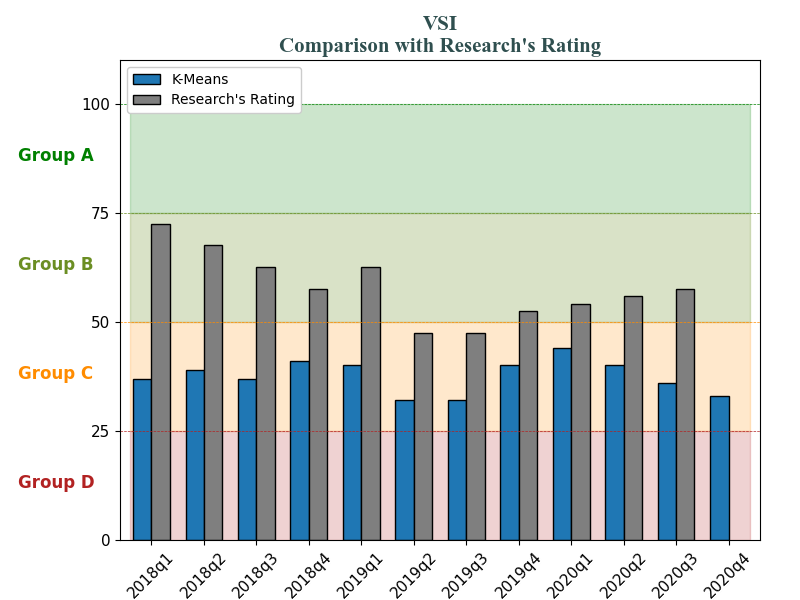 VSI
Comparison with Research's Rating
K-Means
Research's Rating
100
Group A
75
Group B
50
Group C
25
Group D
0
2018q1
2018q2
2018q3
2018q4
2019q1
2019q2
2019q3
2019q4
2020q1
2020q2
2020q3
2020q4